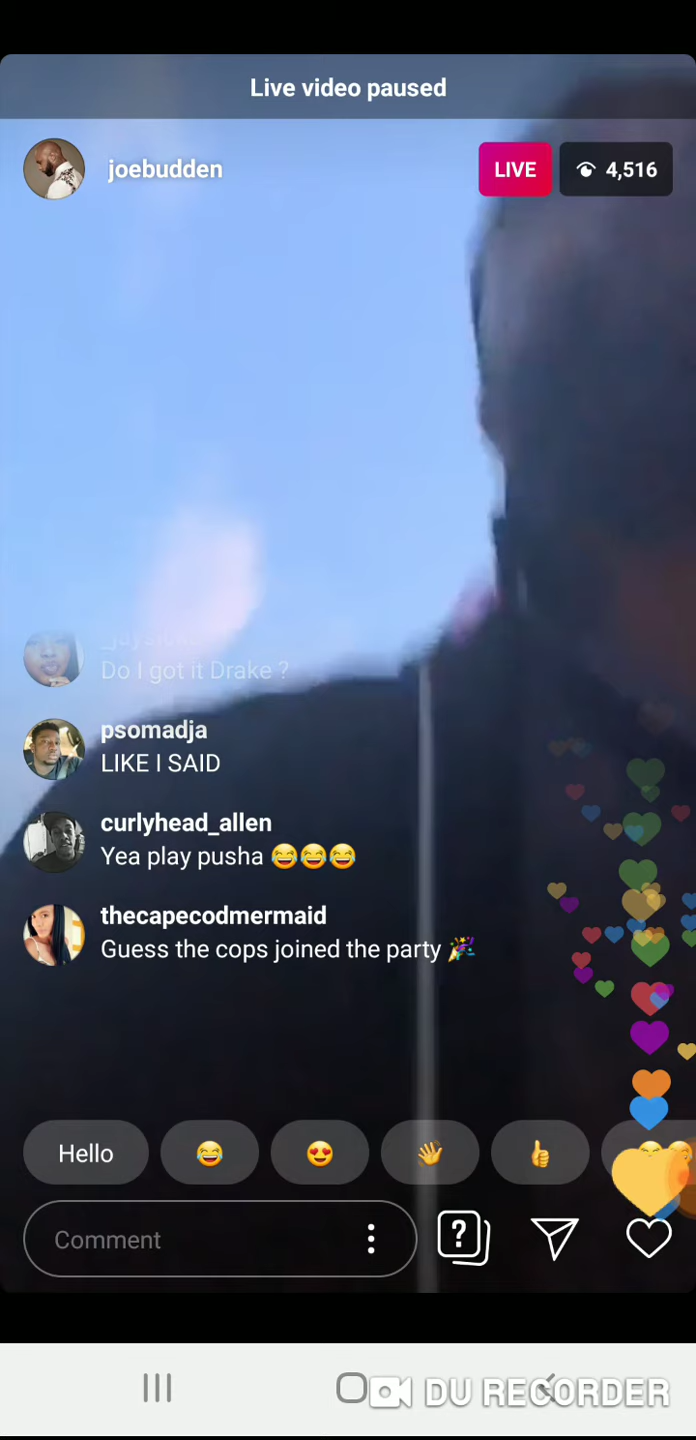 Live video paused
joebudden
LIVE
4,516
Do I got it Drake ?
psomadja
LIKE I SAID
curlyhead_allen
Yea play pusha 😂😂😂
thecapecodmermaid
Guess the cops joined the party 🎉
Hello
Comment
DU RECORDER